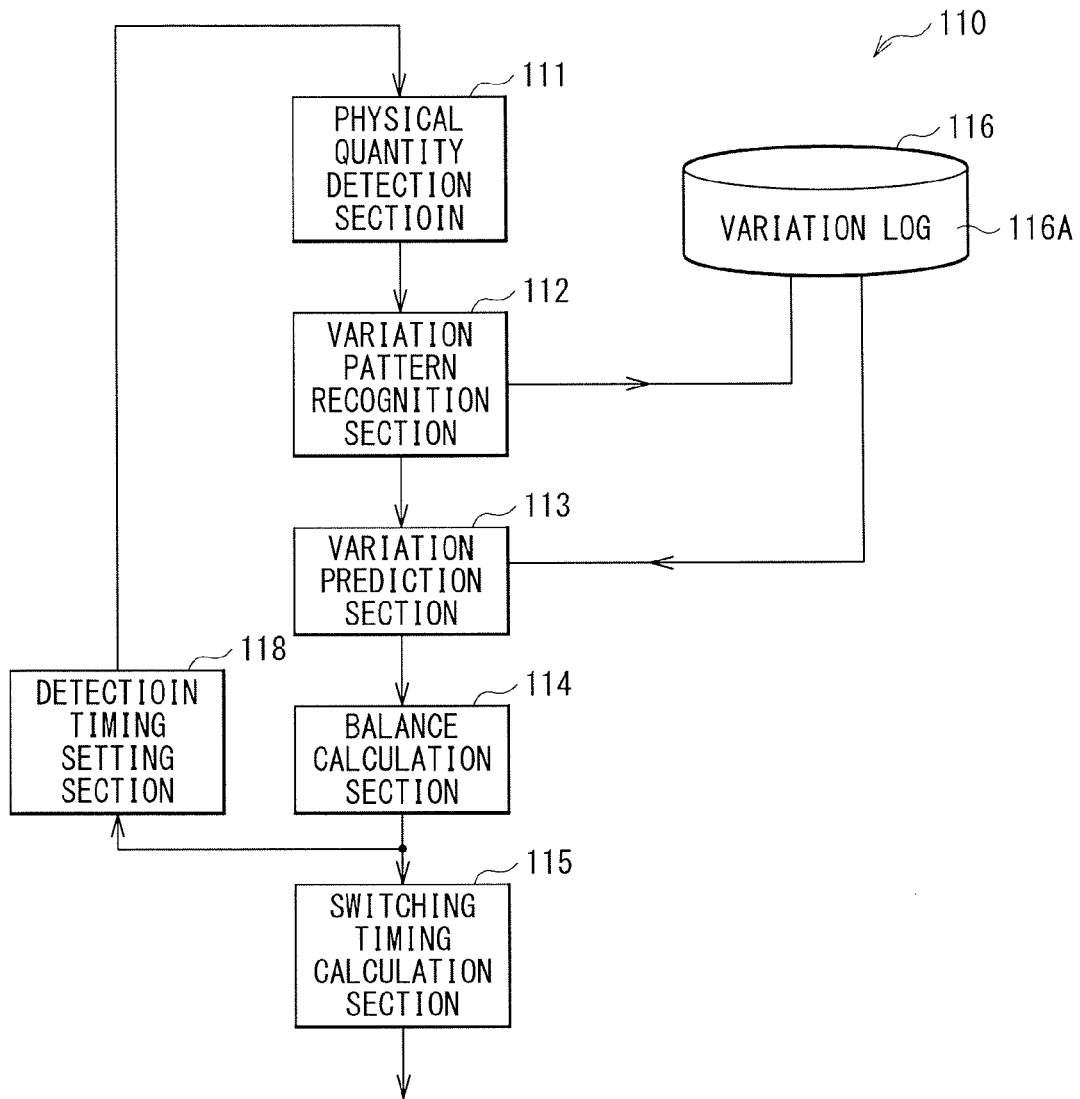 110
111
PHYSICAL
QUANTITY
DETECTION
SECTIOIN
116
VARIATION LOG
116A
112
VARIATION
PATTERN
RECOGNITION
SECTION
113
VARIATION
PREDICTION
SECTION
118
DETECTIOIN
TIMING
SETTING
SECTION
114
BALANCE
CALCULATION
SECTION
115
SWITCHING
TIMING
CALCULATION
SECTION